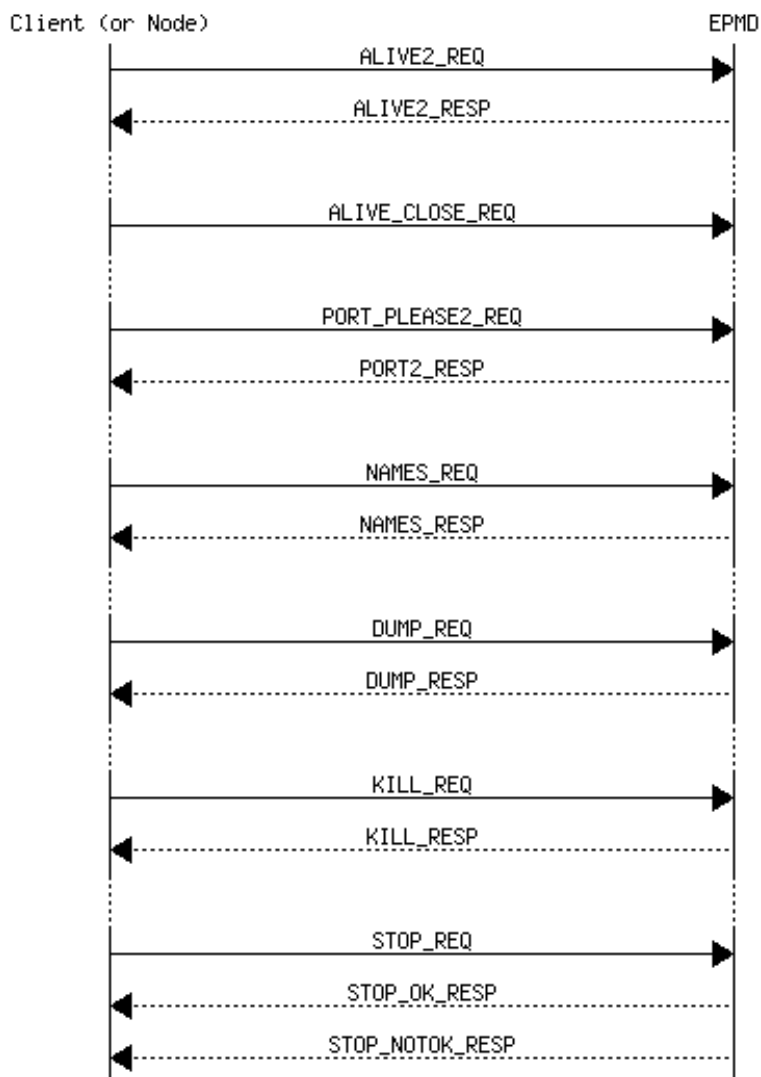 Client (or Node) EPMD
ALIVE2_REQ
ALIVE2_RESP
ALIVE_CLOSE_REQ
PORT_PLEASE2_REQ
PORT2_RESP
NAMES_REQ
NAMES_RESP
DUMP_REQ
DUMP_RESP
KILL_REQ
KILL_RESP
STOP_REQ
STOP_OK_RESP
STOP_NOTOK_RESP